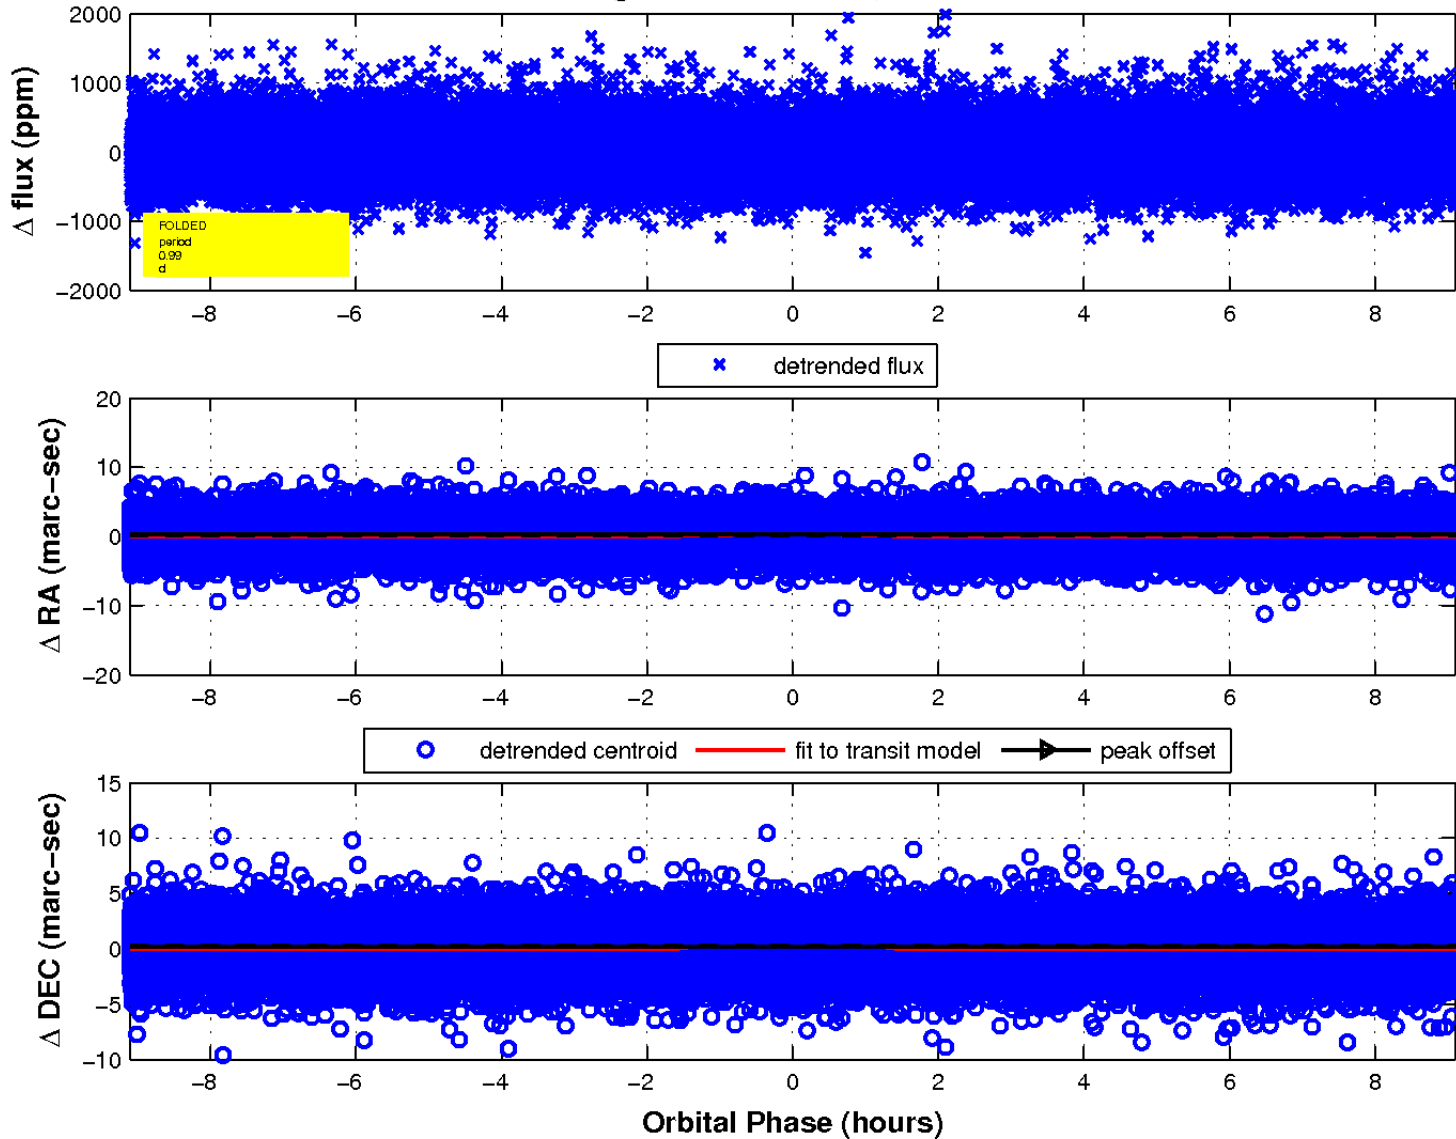 2000
1000
0
−1000
−2000
Δ flux (ppm)
FOLDED
period
0.99
d
−8 −6 −4 −2 0 2 4 6 8
detrended flux
20
10
0
−10
−20
Δ RA (marc−sec)
−8 −6 −4 −2 0 2 4 6 8
detrended centroid fit to transit model peak offset
15
10
5
0
−5
−10
Δ DEC (marc−sec)
−8 −6 −4 −2 0 2 4 6 8
Orbital Phase (hours)